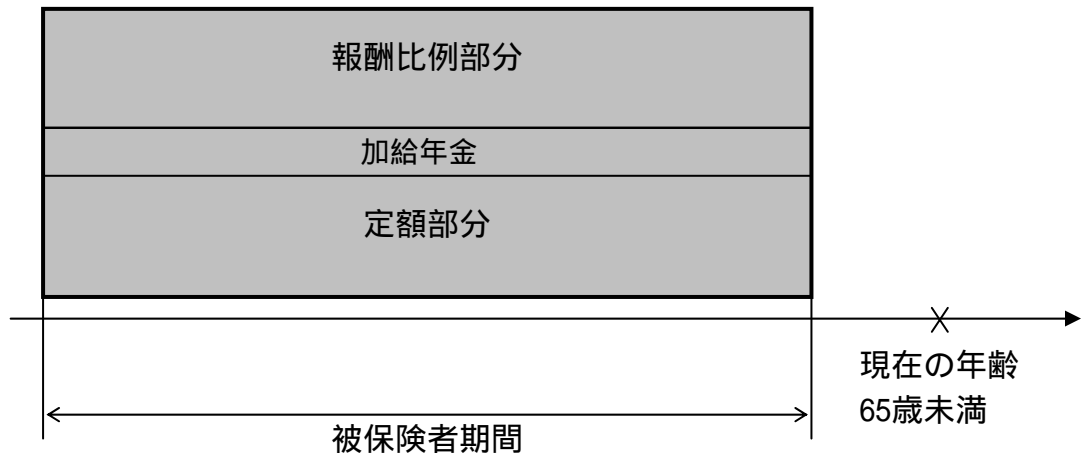 報酬比例部分
加給年金
定額部分
現在の年齢
65歳未満
被保険者期間